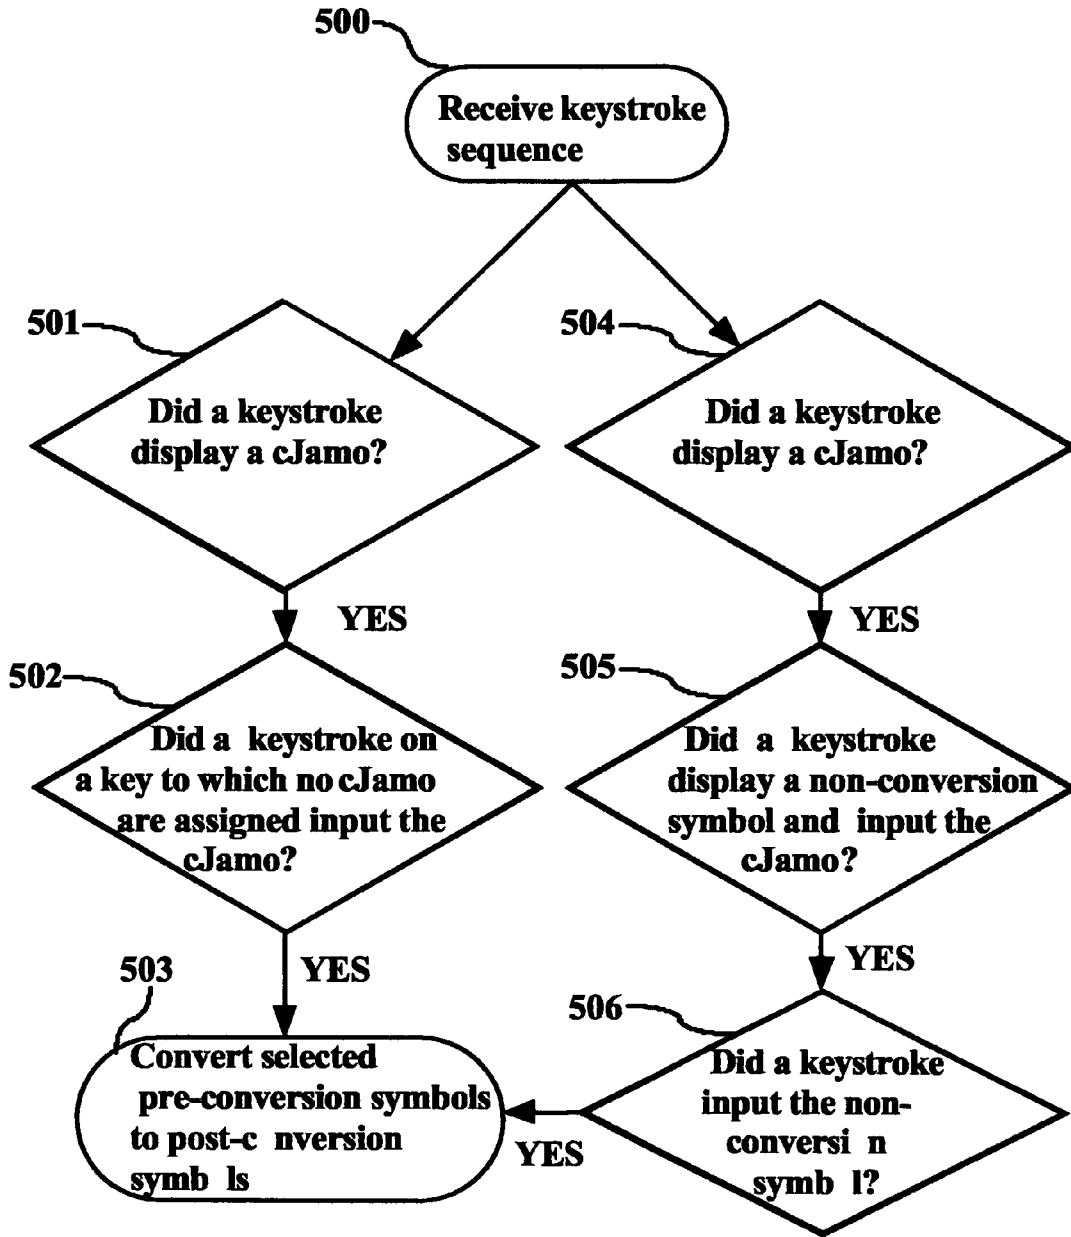 500
Receive keystroke
sequence
501
Did a keystroke
display a cJamo?
504
Did a keystroke
display a cJamo?
YES
YES
502
Did a keystroke on
a key to which no cJamo
are assigned input the
cJamo?
505
Did a keystroke
display a non-conversion
symbol and input the
cJamo?
YES
YES
503
Convert selected
pre-conversion symbols
to post-c nversion
symb ls
506
Did a keystroke
input the non-
conversi n
symb l?
YES